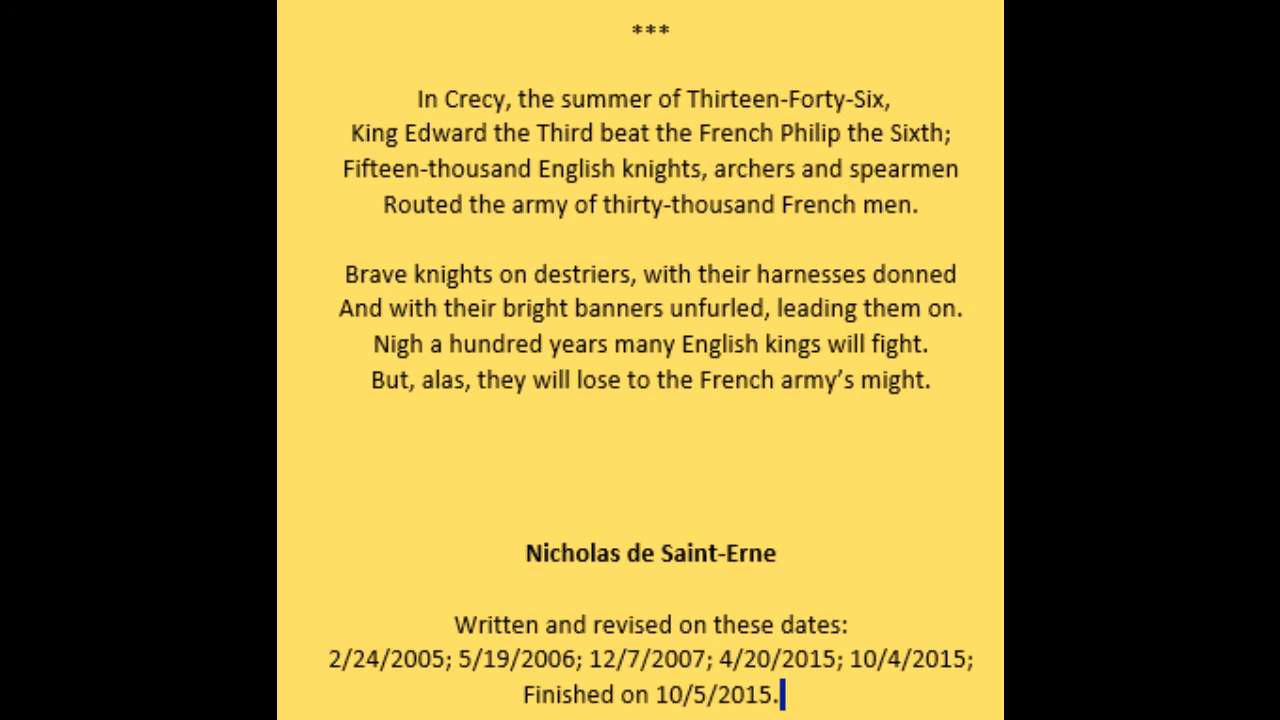 ***
In Crecy, the summer of Thirteen-Forty-Six,
King Edward the Third beat the French Philip the Sixth;
Fifteen-thousand English knights, archers and spearmen
Routed the army of thirty-thousand French men.
Brave knights on destriers, with their harnesses donned
And with their bright banners unfurled, leading them on.
Nigh a hundred years many English kings will fight.
But, alas, they will lose to the French army’s might.
Nicholas de Saint-Erne
Written and revised on these dates:
2/24/2005; 5/19/2006; 12/7/2007; 4/20/2015; 10/4/2015;
Finished on 10/5/2015.